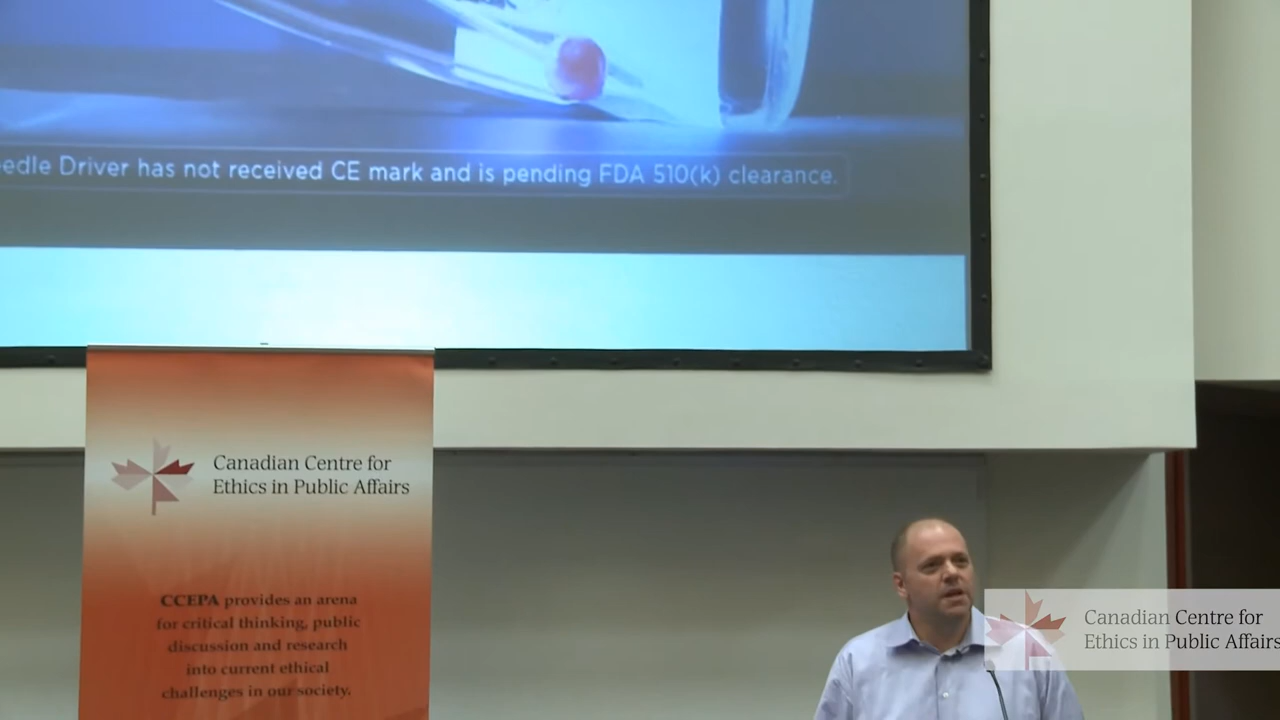 Driver has not received CE mark and is pending FDA 510(k) clearance.
Canadian Centre for
Ethics in Public Affairs
CCEPA provides an arena
for critical thinking, public
discussion and research
into current ethical
challenges in our society.
Canadian Centre for
Ethics in Public Affairs